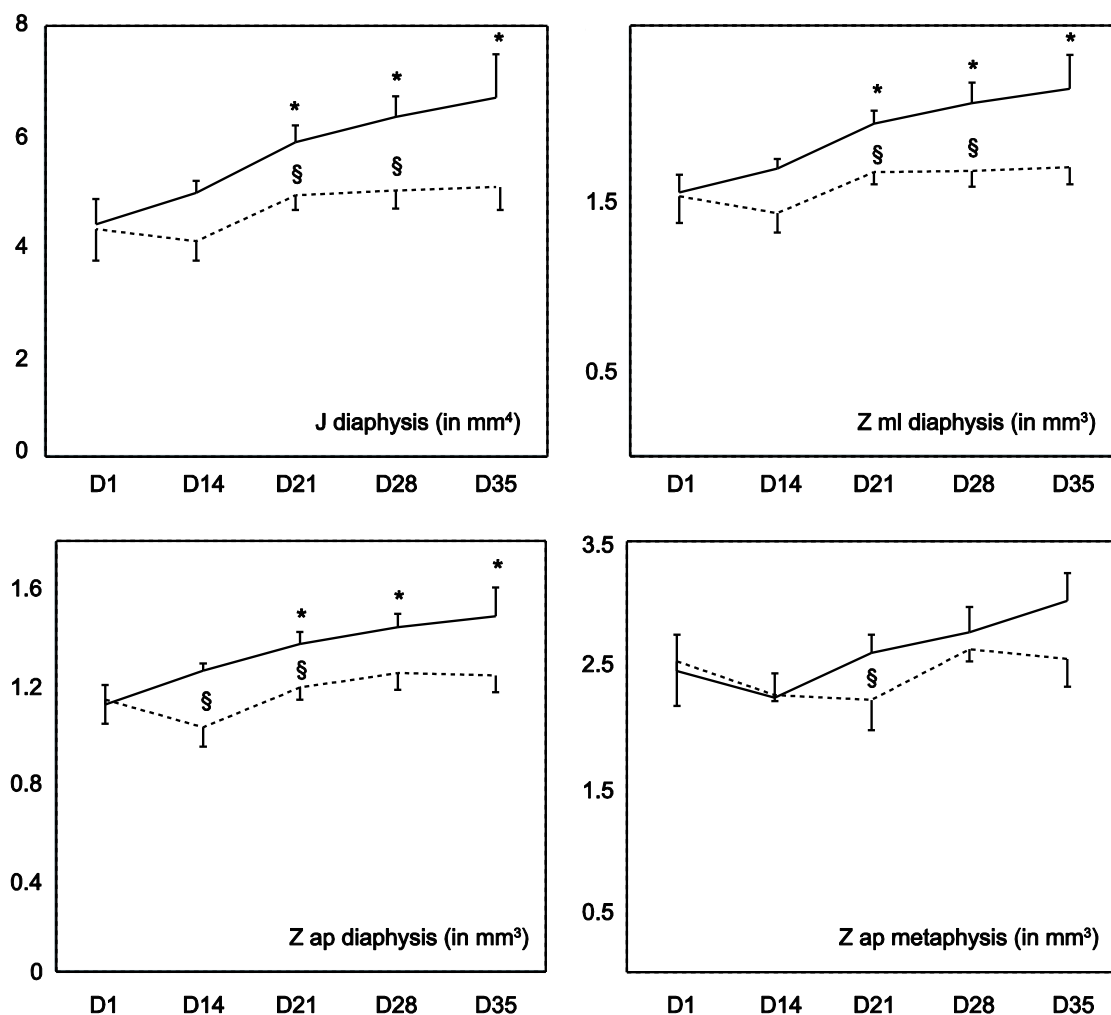 8
6
4
2
0
* * *
§ §
J diaphysis (in mm⁴)
D1 D14 D21 D28 D35
1.5
0.5
* * *
§ §
Z ml diaphysis (in mm³)
D1 D14 D21 D28 D35
1.6
1.2
0.8
0.4
0
* * *
§ §
Z ap diaphysis (in mm³)
D1 D14 D21 D28 D35
3.5
2.5
1.5
0.5
§
Z ap metaphysis (in mm³)
D1 D14 D21 D28 D35